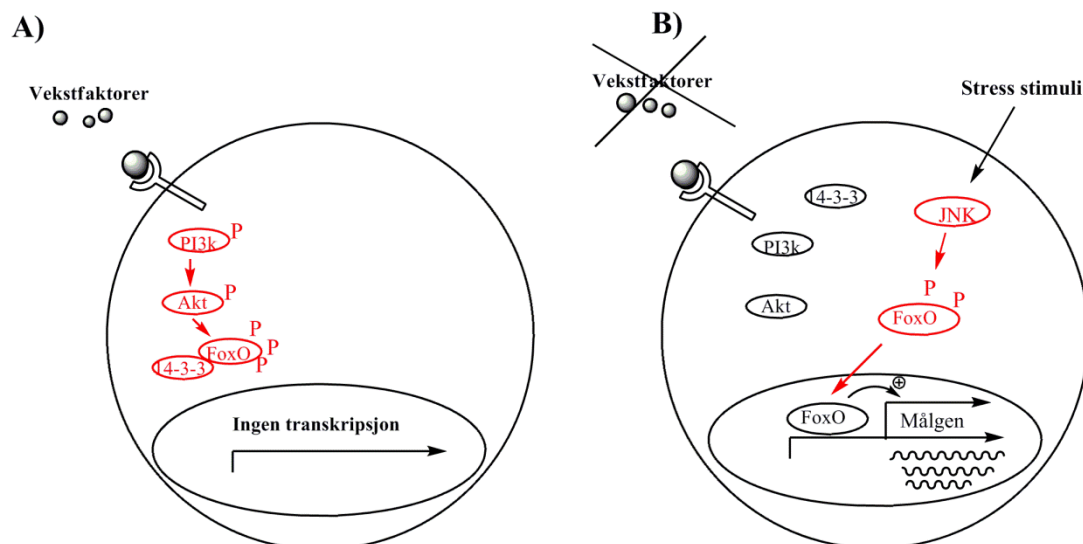 A)
Vekstfaktorer
PI3k
P
Akt
P
P
FoxO
P
P
14-3-3
Ingen transkripsjon
B)
Vekstfaktorer
Stress stimuli
14-3-3
JNK
PI3k
Akt
P
P
FoxO
FoxO
⊕
Målgen